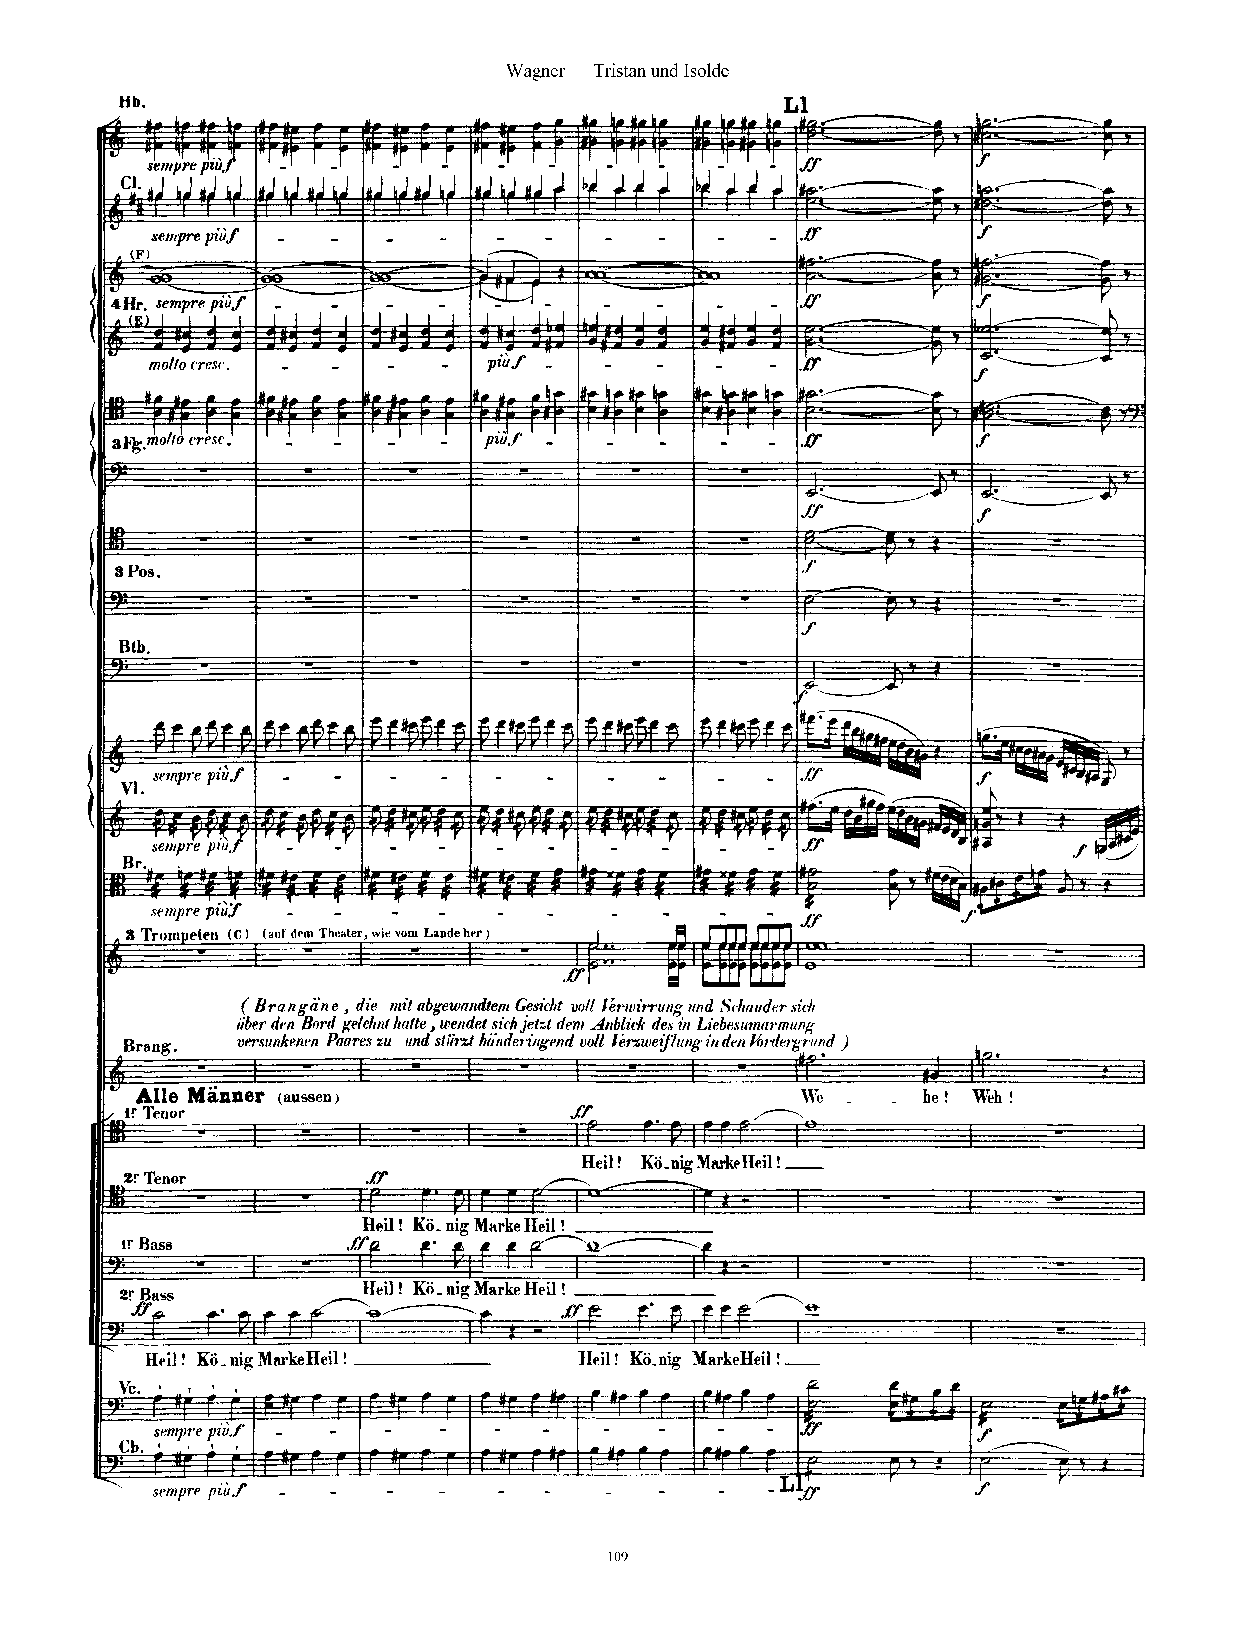 Wagner Tristan und Isolde
Hb.
L1
sempre più f
ff f
Cl.
sempre più f
ff f
(F)
4 Hr. sempre più f
ff f
(E)
molto cresc. più f
ff f
3 Fg. molto cresc. più f
ff f
ff f
3 Pos.
f
f
Btb.
f
sempre più f
ff f
Vl.
sempre più f
ff f
Br.
sempre più f
ff f
3 Trompeten (C) (auf dem Theater, wie vom Lande her)
ff
( Brangäne, die mit abgewandtem Gesicht voll Verwirrung und Schauder sich
über den Bord gelehnt hatte, wendet sich jetzt dem Anblick des in Liebesumarmung
versunkenen Paares zu und stürzt händeringend voll Verzweiflung in den Vordergrund )
Brang.
We - - he! Weh!
Alle Männer (aussen)
1r Tenor
ff
Heil! Kö-nig Marke Heil!
2r Tenor
ff
Heil! Kö-nig Marke Heil!
1r Bass
ff
Heil! Kö-nig Marke Heil!
2r Bass
ff ff
Heil! Kö-nig Marke Heil! Heil! Kö-nig Marke Heil!
Vc.
sempre più f
ff f
Cb.
sempre più f
L1
ff f
109